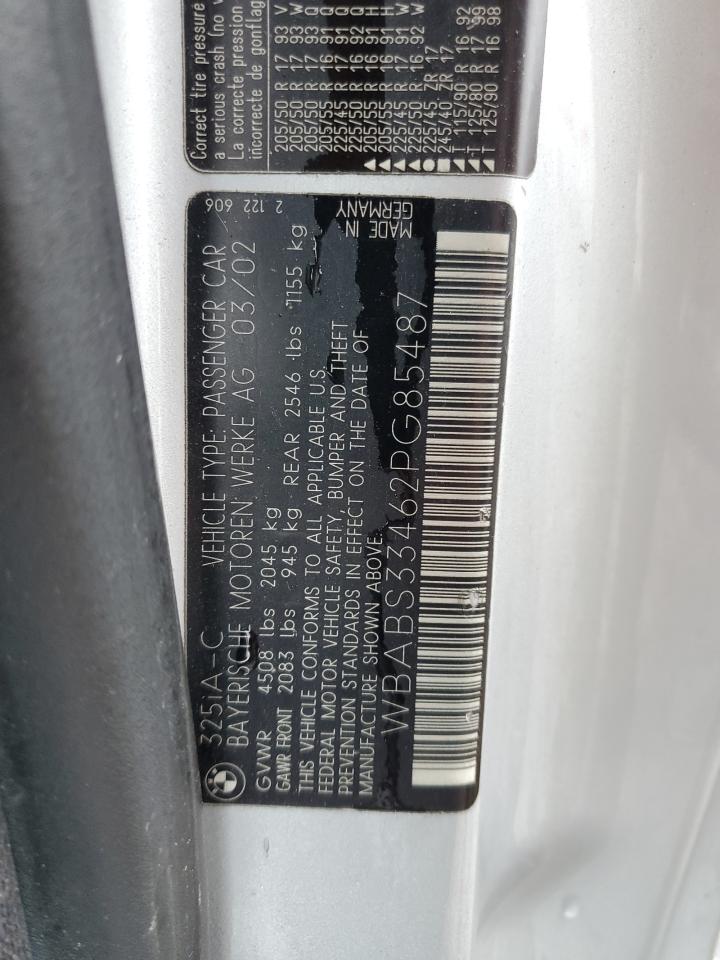 Correct tire pressure
a serious crash (no
La correcte pression
incorrecte de gonflag
205/50 R 17 93 V
205/50 R 17 93 W
205/50 R 17 93 Q
205/55 R 16 91 Q
225/45 R 17 91 Q
225/50 R 16 92 Q
205/55 R 16 91 H
225/45 R 17 91 W
225/50 R 16 92 W
225/45 ZR 17
245/40 ZR 17
T 115/90 R 16 92
T 125/80 R 17 99
T 125/90 R 16 98
325iA-C VEHICLE TYPE: PASSENGER CAR
BAYERISCHE MOTOREN WERKE AG 03/02
2 122 606
GVWR 4508 lbs 2045 kg
GAWR FRONT 2083 lbs 945 kg REAR 2546 lbs 1155 kg
THIS VEHICLE CONFORMS TO ALL APPLICABLE U.S.
FEDERAL MOTOR VEHICLE SAFETY, BUMPER AND THEFT
PREVENTION STANDARDS IN EFFECT ON THE DATE OF
MANUFACTURE SHOWN ABOVE.
MADE IN
GERMANY
WBABS33462PG85487